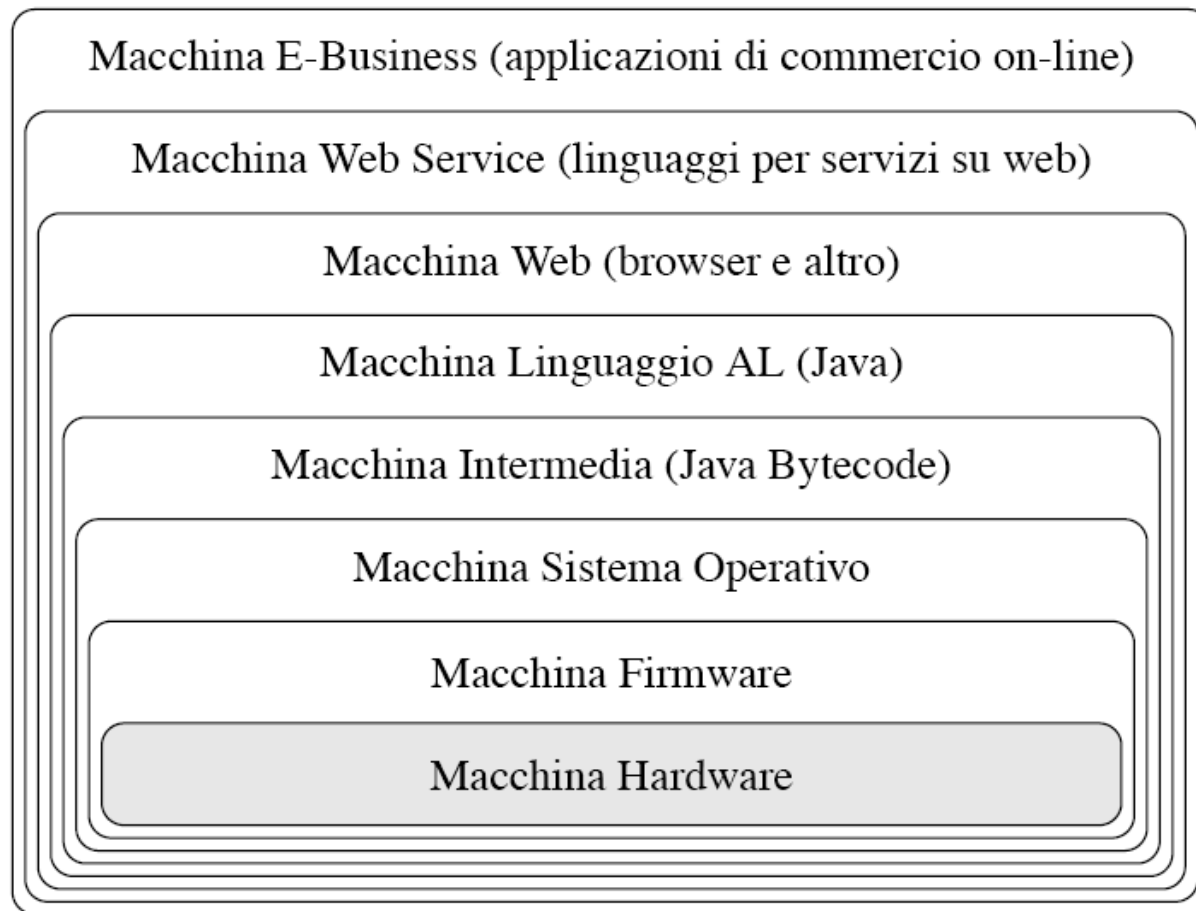 Macchina E-Business (applicazioni di commercio on-line)
Macchina Web Service (linguaggi per servizi su web)
Macchina Web (browser e altro)
Macchina Linguaggio AL (Java)
Macchina Intermedia (Java Bytecode)
Macchina Sistema Operativo
Macchina Firmware
Macchina Hardware